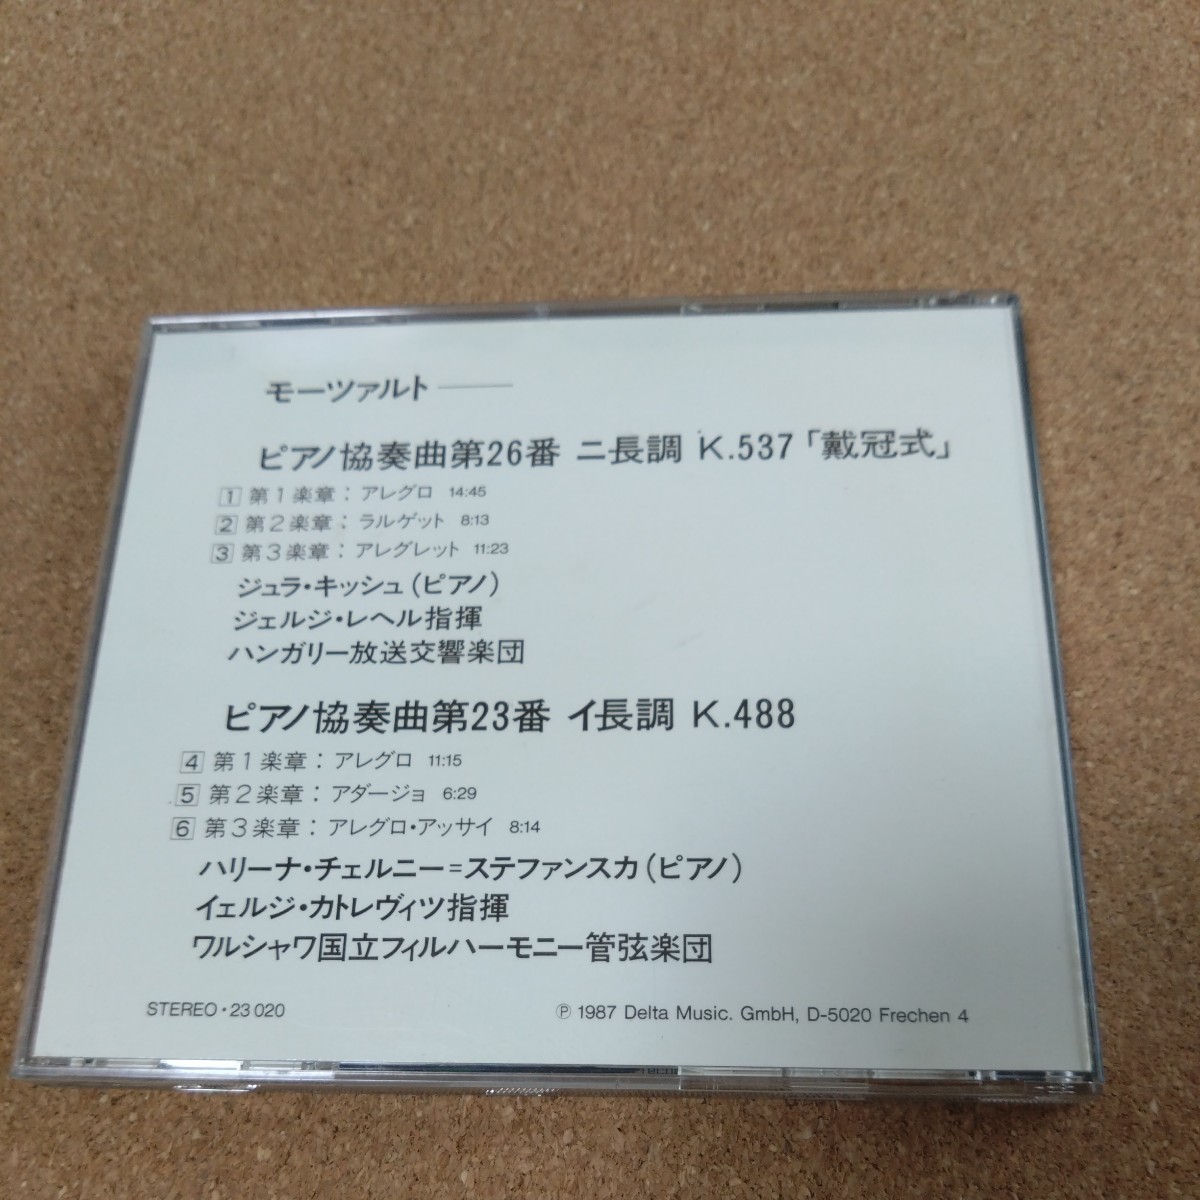 モーツァルト──
ピアノ協奏曲第26番 ニ長調 K.537「戴冠式」
1 第1楽章：アレグロ 14:45
2 第2楽章：ラルゲット 8:13
3 第3楽章：アレグレット 11:23
ジュラ・キッシュ(ピアノ)
ジェルジ・レヘル指揮
ハンガリー放送交響楽団
ピアノ協奏曲第23番 イ長調 K.488
4 第1楽章：アレグロ 11:15
5 第2楽章：アダージョ 6:29
6 第3楽章：アレグロ・アッサイ 8:14
ハリーナ・チェルニー=ステファンスカ(ピアノ)
イェルジ・カトレヴィツ指揮
ワルシャワ国立フィルハーモニー管弦楽団
STEREO・23 020
℗ 1987 Delta Music. GmbH, D-5020 Frechen 4